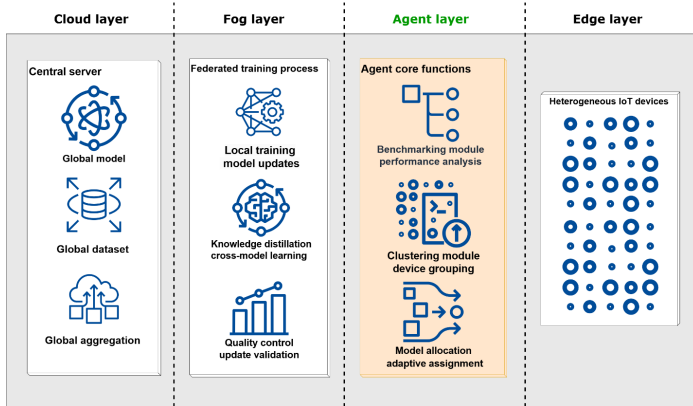 Cloud layer
Fog layer
Agent layer
Edge layer
Central server
Global model
Global dataset
Global aggregation
Federated training process
Local training
model updates
Knowledge distillation
cross-model learning
Quality control
update validation
Agent core functions
Benchmarking module
performance analysis
Clustering module
device grouping
Model allocation
adaptive assignment
Heterogeneous IoT devices